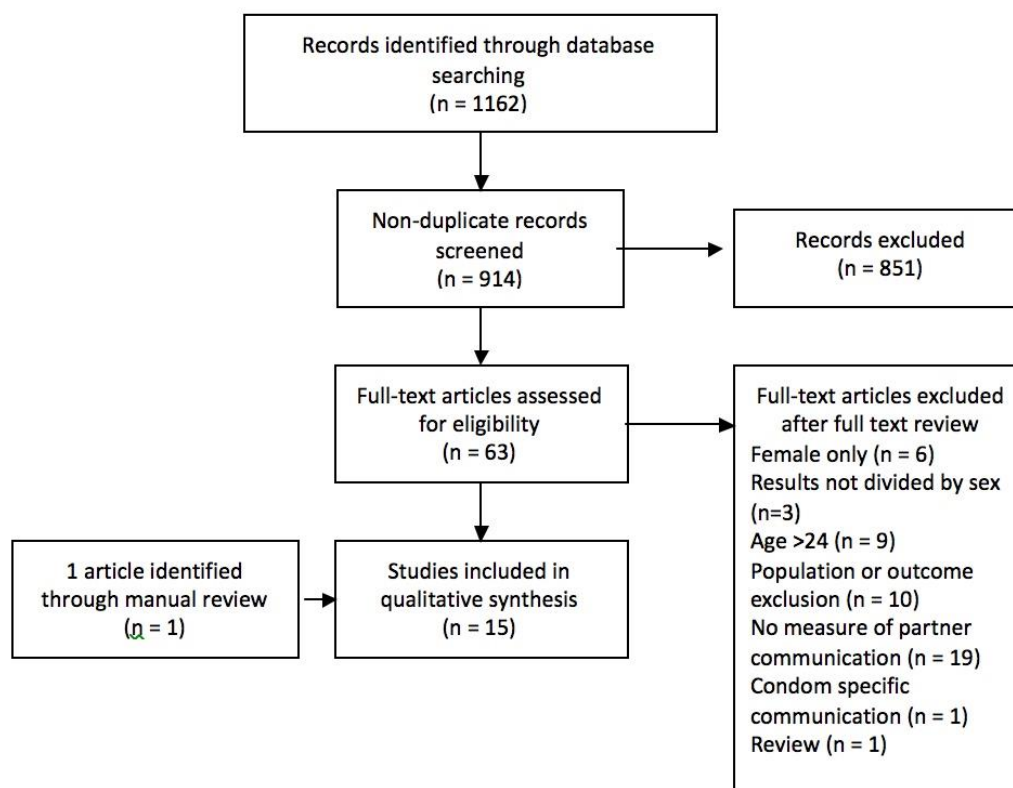 Records identified through database
searching
(n = 1162)
Non-duplicate records
screened
(n = 914)
Records excluded
(n = 851)
Full-text articles assessed
for eligibility
(n = 63)
Full-text articles excluded
after full text review
Female only (n = 6)
Results not divided by sex
(n=3)
Age >24 (n = 9)
Population or outcome
exclusion (n = 10)
No measure of partner
communication (n = 19)
Condom specific
communication (n = 1)
Review (n = 1)
1 article identified
through manual review
(n = 1)
Studies included in
qualitative synthesis
(n = 15)